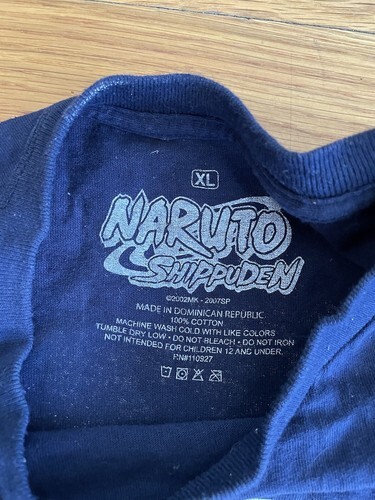 XL
NARUTO
SHIPPUDEN
©2002MK - 2007SP
MADE IN DOMINICAN REPUBLIC
100% COTTON
MACHINE WASH COLD WITH LIKE COLORS
TUMBLE DRY LOW • DO NOT BLEACH • DO NOT IRON
NOT INTENDED FOR CHILDREN 12 AND UNDER.
RN#110927